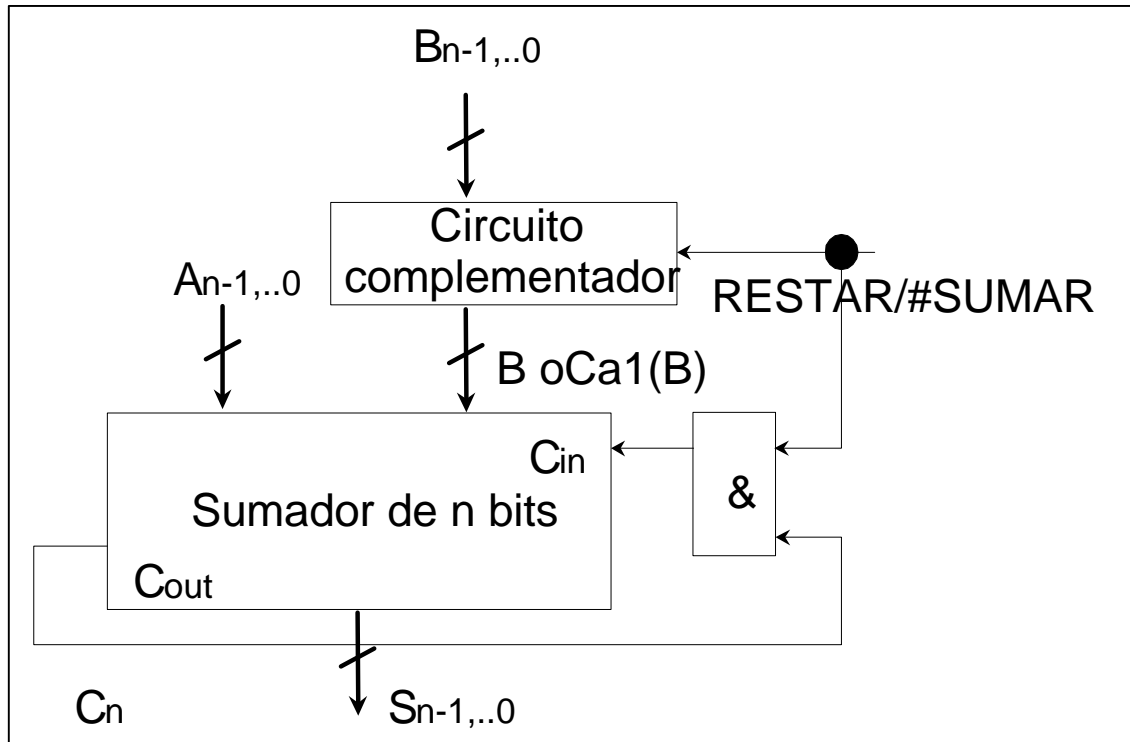 Bn-1,..0
Circuito
complementador
An-1,..0
RESTAR/#SUMAR
B oCa1(B)
Cin
&
Sumador de n bits
Cout
Cn
Sn-1,..0